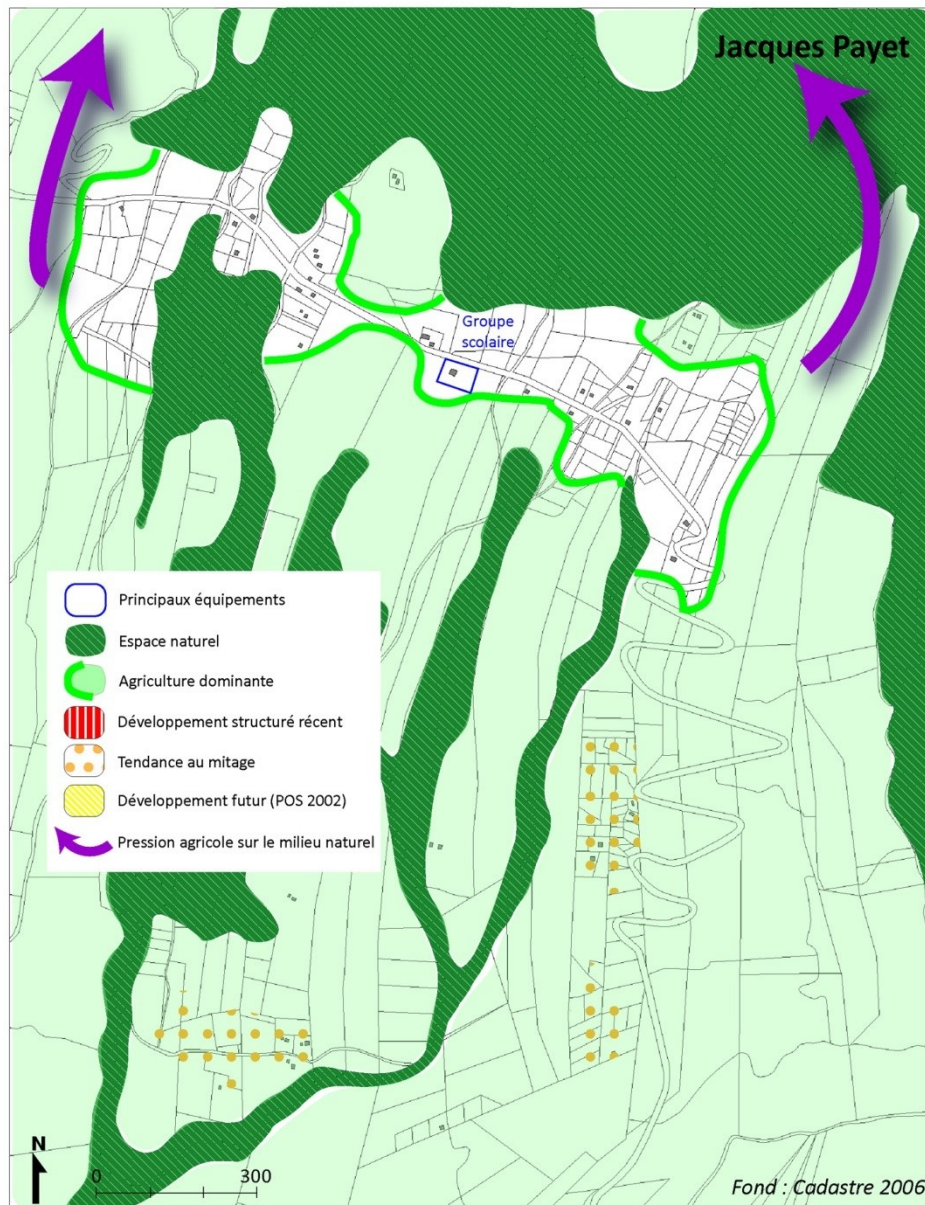 Jacques Payet
Groupe
scolaire
Principaux équipements
Espace naturel
Agriculture dominante
Développement structuré récent
Tendance au mitage
Développement futur (POS 2002)
Pression agricole sur le milieu naturel
N
0 300
Fond : Cadastre 2006